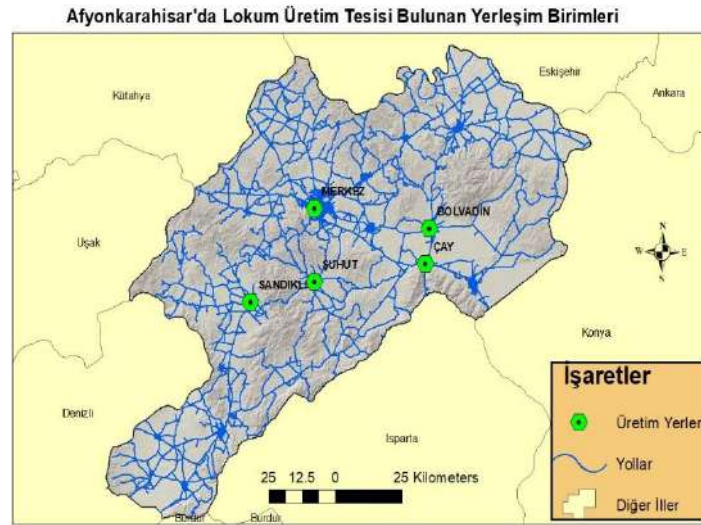 Afyonkarahisar'da Lokum Üretim Tesisi Bulunan Yerleşim Birimleri
Eskişehir
Kütahya
Ankara
MERKEZ
BOLVADİN
Uşak
ÇAY
W E
N
ŞUHUT
SANDIKLI
Konya
İşaretler
Denizli
Üretim Yerler
Isparta
Yollar
25 12.5 0 25 Kilometers
Diğer İller
Burdur Burdur